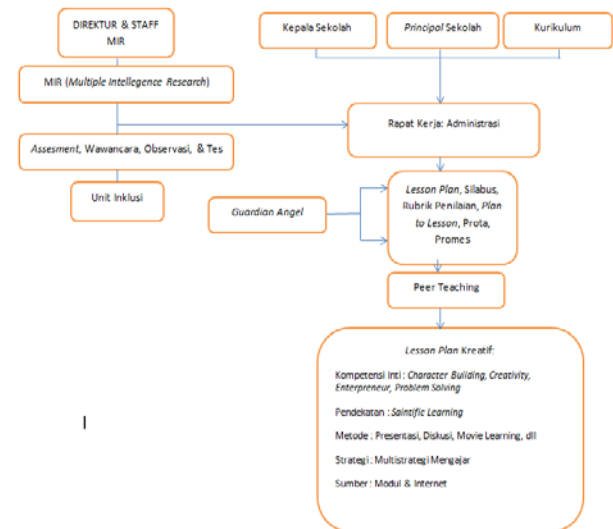 DIREKTUR & STAFF
MIR
Kepala Sekolah
Principal Sekolah
Kurikulum
MIR (Multiple Intellegence Research)
Rapat Kerja: Administrasi
Assesment, Wawancara, Observasi, & Tes
Unit Inklusi
Guardian Angel
Lesson Plan, Silabus,
Rubrik Penilaian, Plan
to Lesson, Prota,
Promes
Peer Teaching
Lesson Plan Kreatif:
Kompetensi Inti : Character Building, Creativity,
Enterpreneur, Problem Solving
Pendekatan : Saintific Learning
Metode : Presentasi, Diskusi, Movie Learning, dll
Strategi : Multistrategi Mengajar
Sumber : Modul & Internet